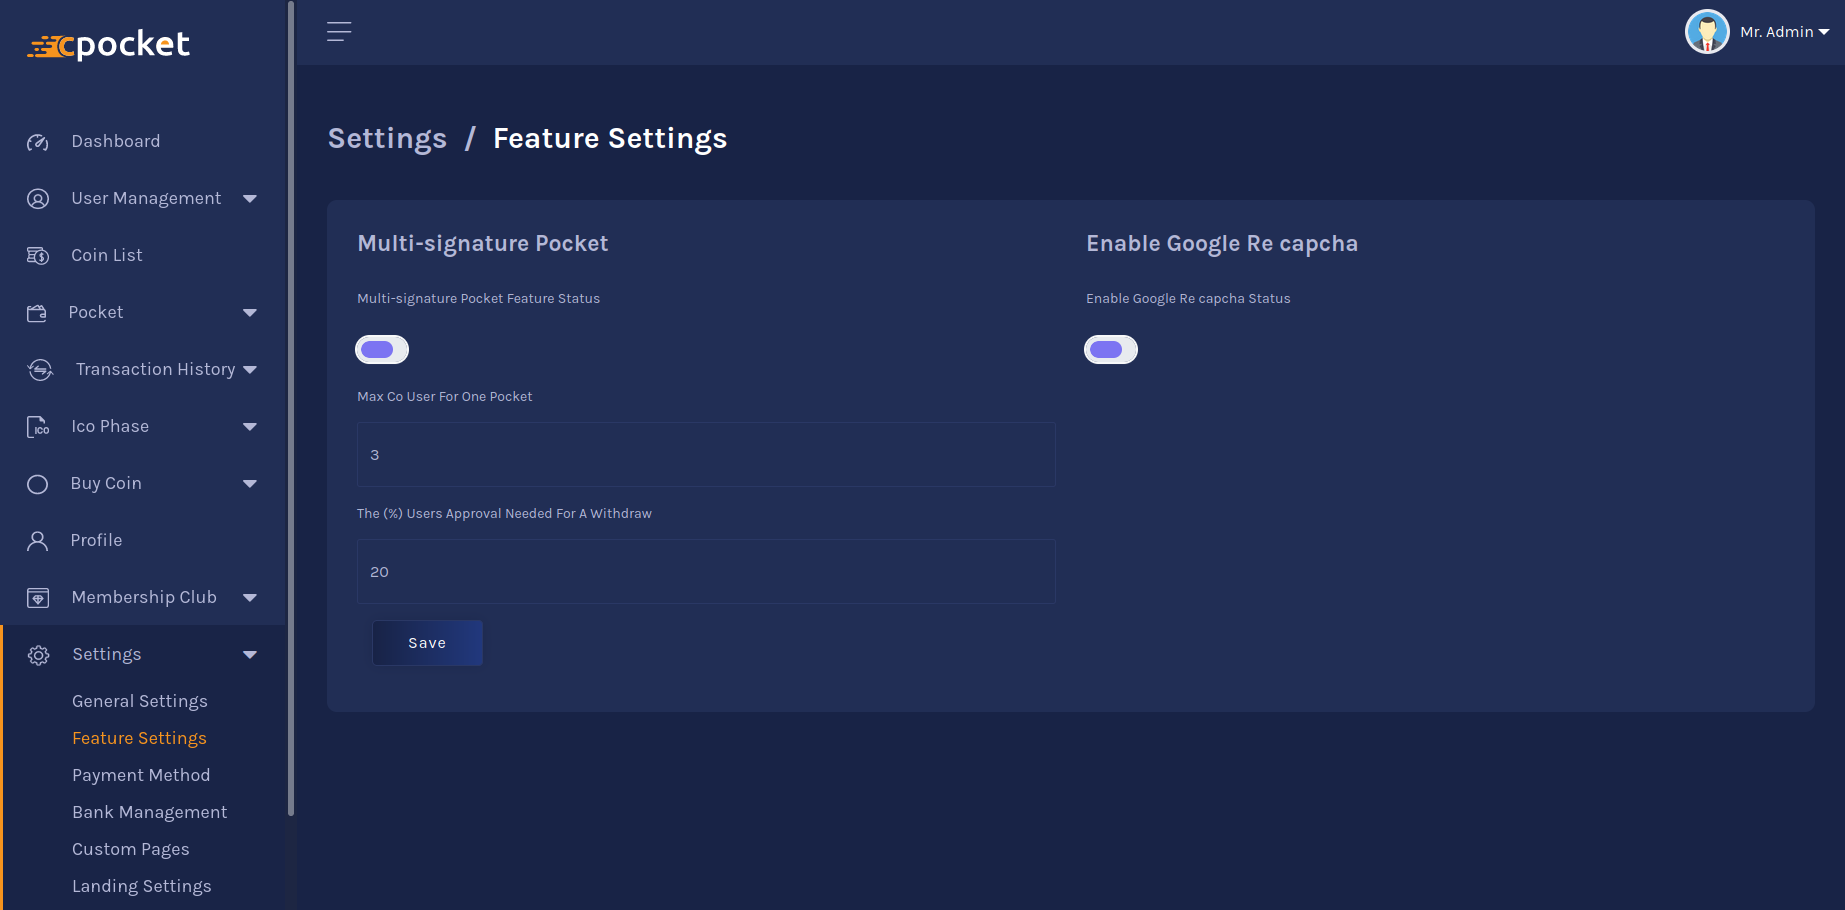 cpocket
Mr. Admin
Dashboard
User Management
Coin List
Pocket
Transaction History
ICO
Ico Phase
Buy Coin
Profile
Membership Club
Settings
General Settings
Feature Settings
Payment Method
Bank Management
Custom Pages
Landing Settings
Settings / Feature Settings
Multi-signature Pocket
Multi-signature Pocket Feature Status
Max Co User For One Pocket
3
The (%) Users Approval Needed For A Withdraw
20
Save
Enable Google Re capcha
Enable Google Re capcha Status